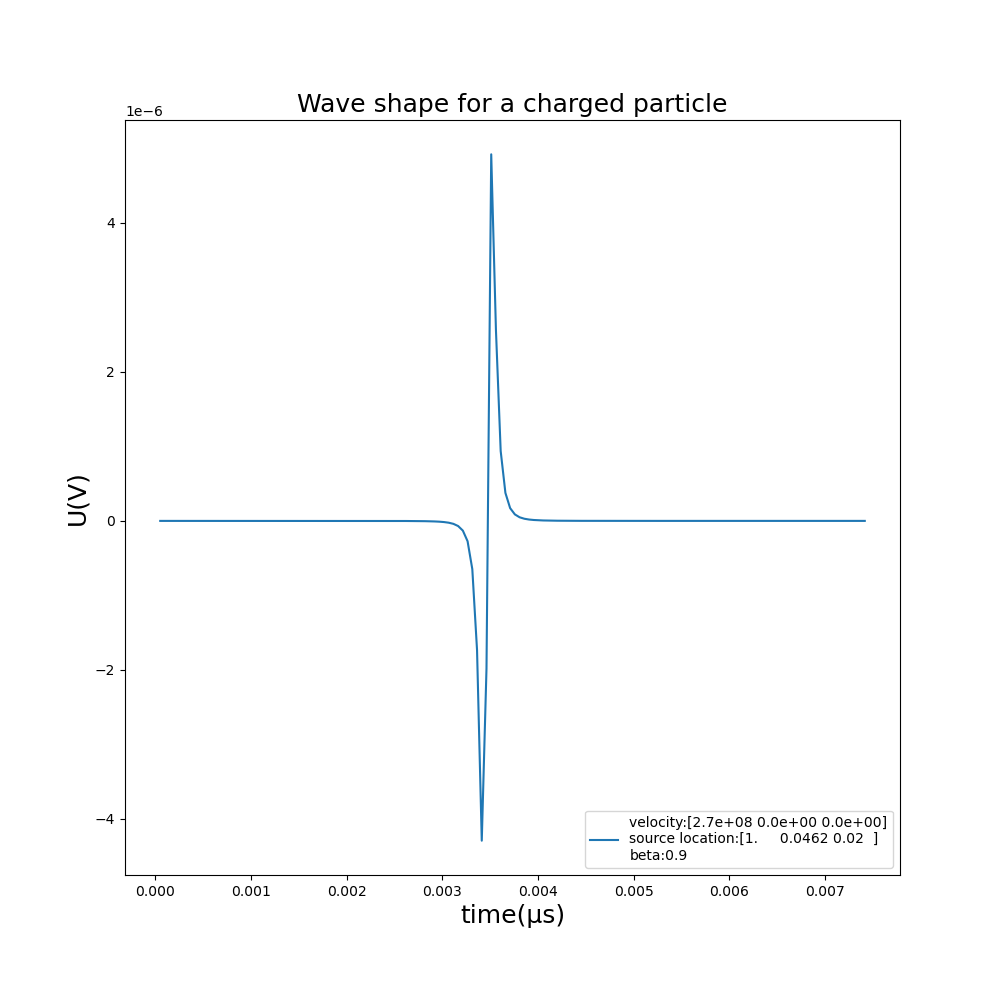 Wave shape for a charged particle
1e−6
4
2
0
−2
−4
U(V)
velocity:[2.7e+08 0.0e+00 0.0e+00]
source location:[1.     0.0462 0.02  ]
beta:0.9
0.000 0.001 0.002 0.003 0.004 0.005 0.006 0.007
time(μs)